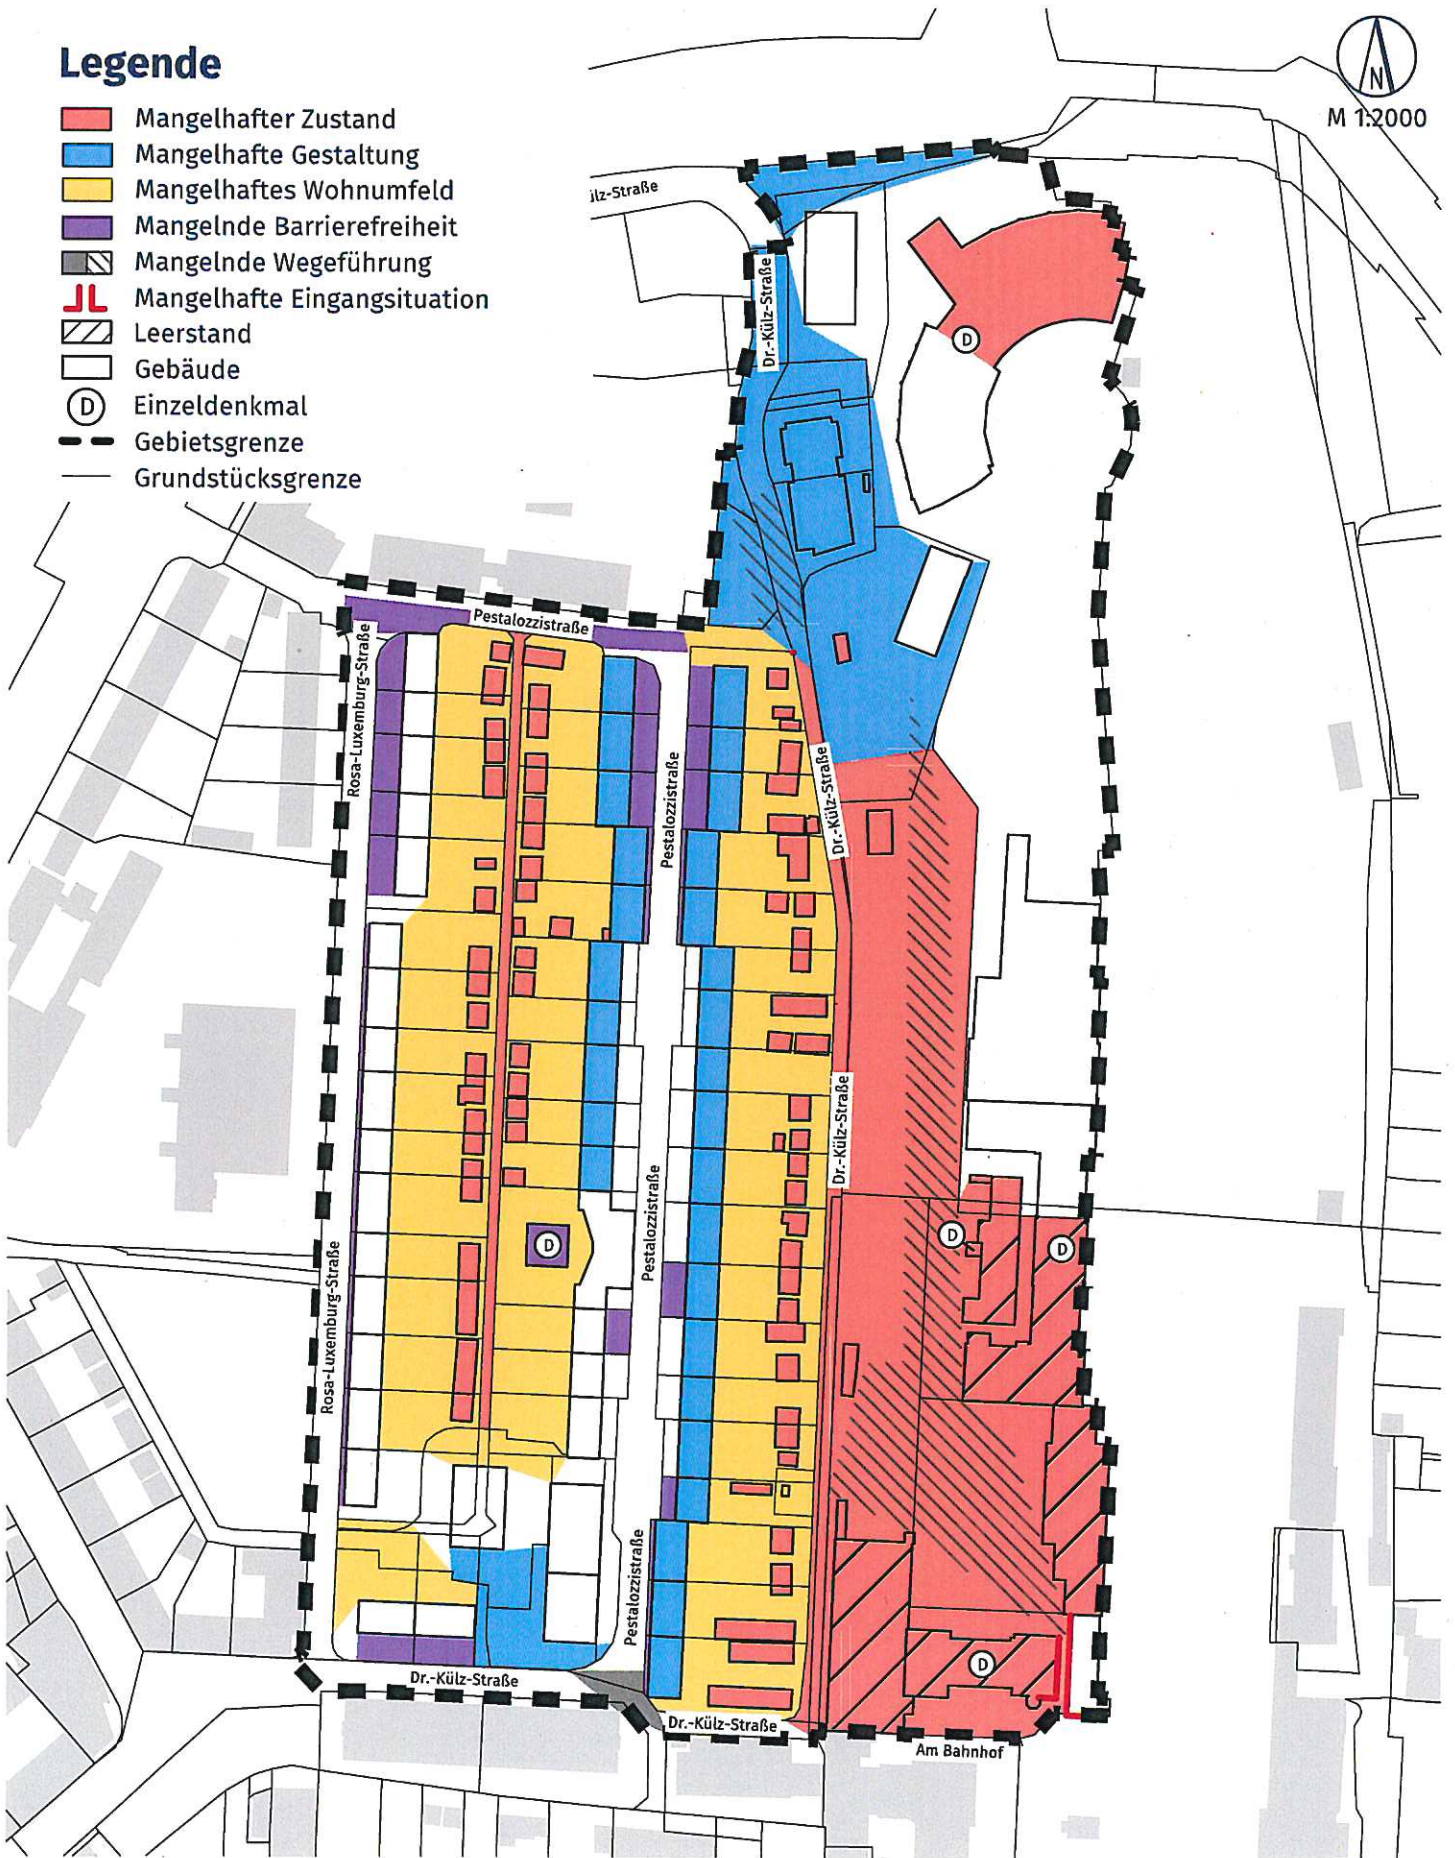 Legende
Mangelhafter Zustand
Mangelhafte Gestaltung
Mangelhaftes Wohnumfeld
Mangelnde Barrierefreiheit
Mangelnde Wegeführung
Mangelhafte Eingangsituation
Leerstand
Gebäude
D Einzeldenkmal
Gebietsgrenze
Grundstücksgrenze
N
M 1:2000
ülz-Straße
Dr.-Külz-Straße
D
Pestalozzistraße
Rosa-Luxemburg-Straße
Pestalozzistraße
Dr.-Külz-Straße
Dr.-Külz-Straße
Pestalozzistraße
Rosa-Luxemburg-Straße
D
D
D
Pestalozzistraße
D
Dr.-Külz-Straße
Dr.-Külz-Straße
Am Bahnhof